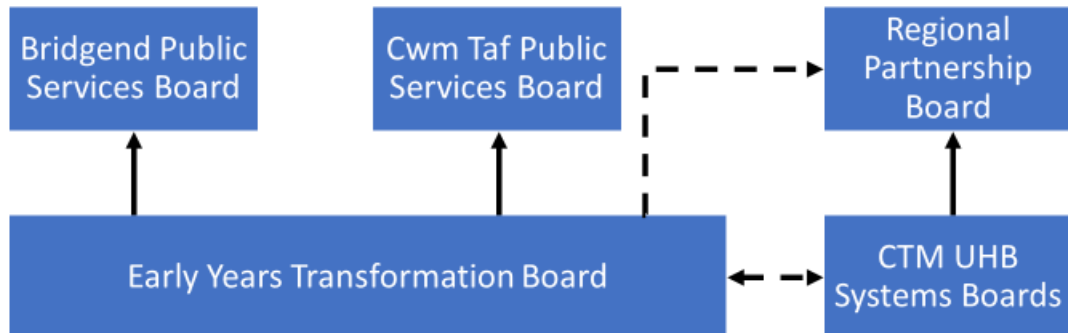 Bridgend Public
Services Board
Cwm Taf Public
Services Board
Regional
Partnership
Board
Early Years Transformation Board
CTM UHB
Systems Boards